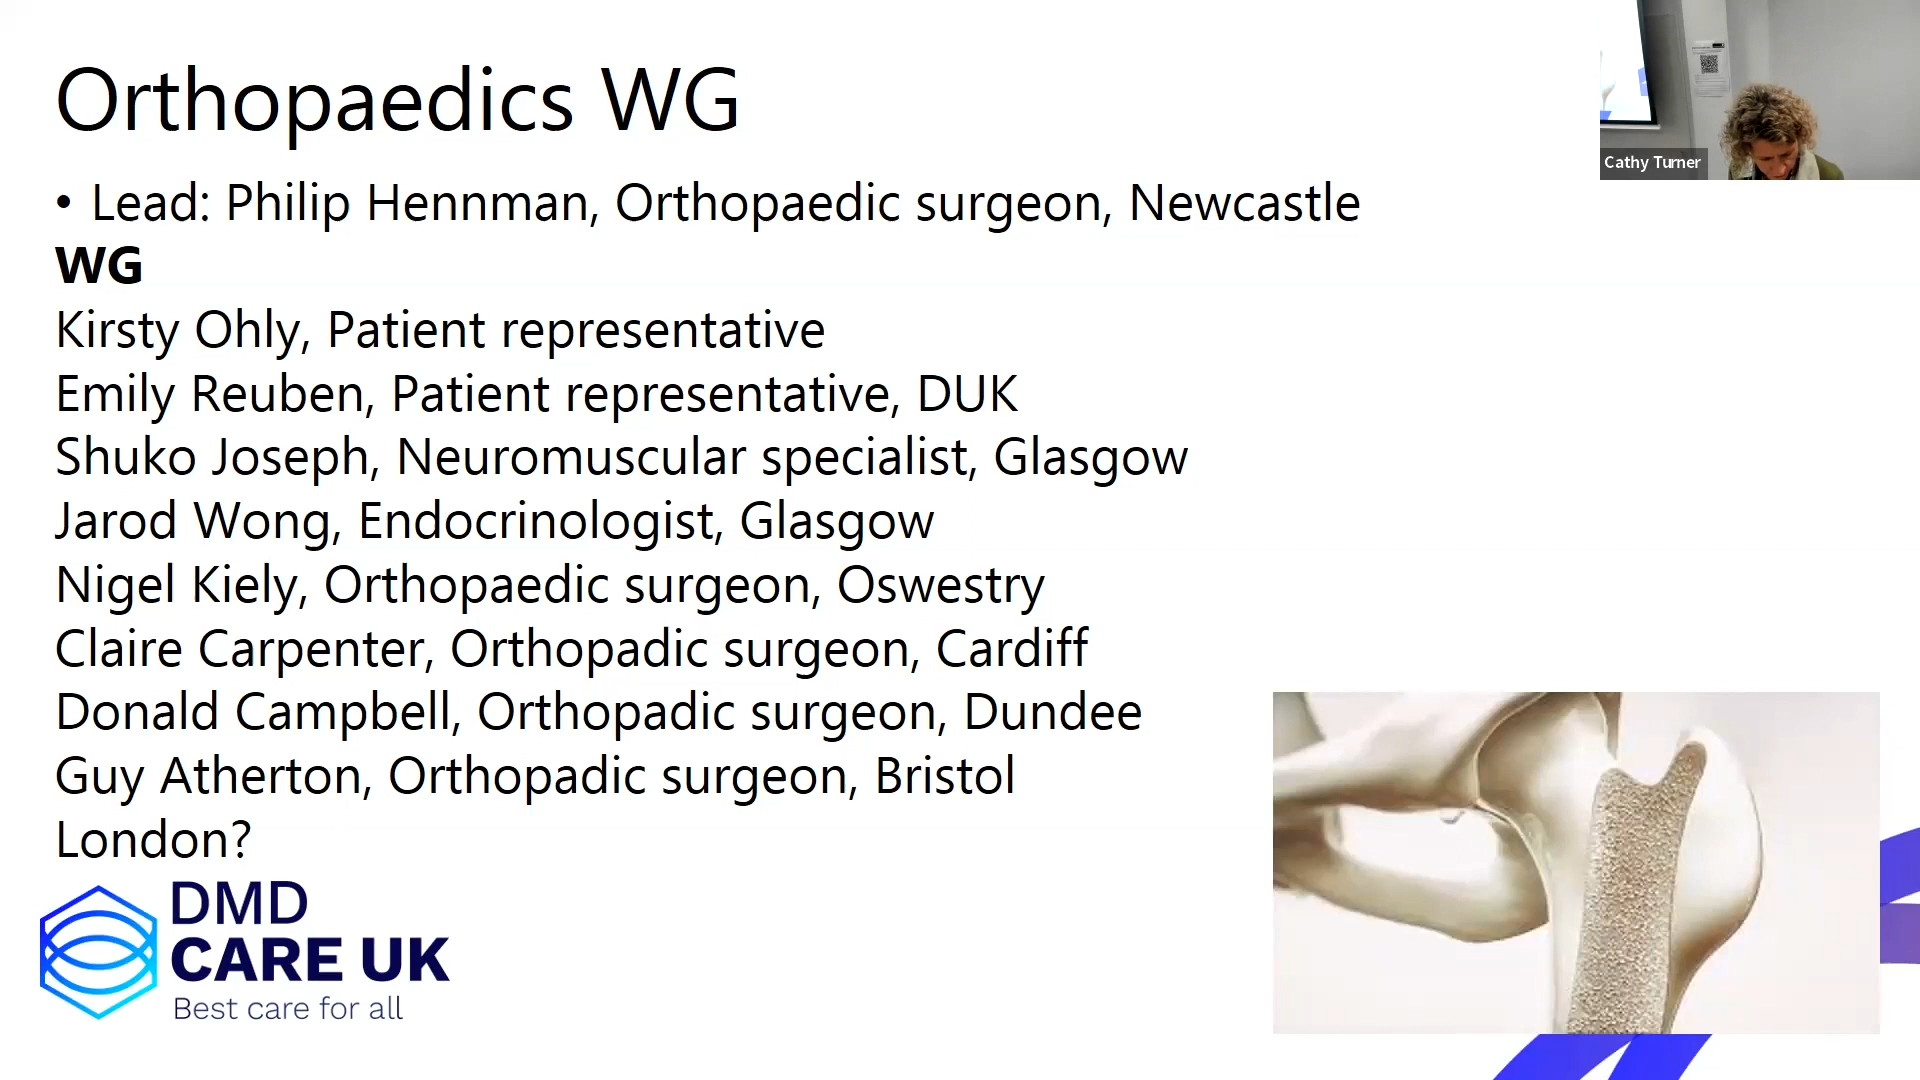 Orthopaedics WG
• Lead: Philip Hennman, Orthopaedic surgeon, Newcastle
WG
Kirsty Ohly, Patient representative
Emily Reuben, Patient representative, DUK
Shuko Joseph, Neuromuscular specialist, Glasgow
Jarod Wong, Endocrinologist, Glasgow
Nigel Kiely, Orthopaedic surgeon, Oswestry
Claire Carpenter, Orthopadic surgeon, Cardiff
Donald Campbell, Orthopadic surgeon, Dundee
Guy Atherton, Orthopadic surgeon, Bristol
London?
DMD
CARE UK
Best care for all
Cathy Turner